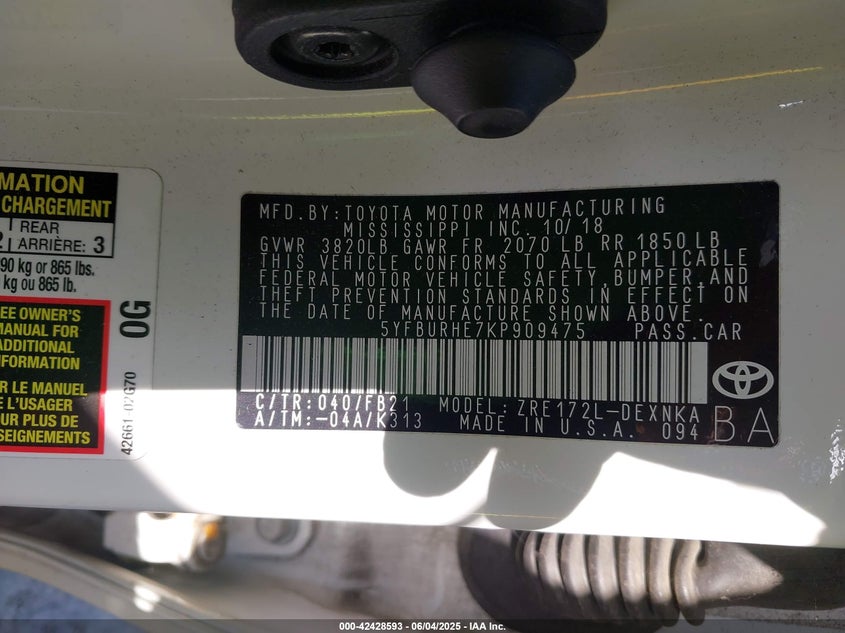 MATION
CHARGEMENT
2 REAR 3
ARRIÈRE:
90 kg or 865 lbs.
kg ou 865 lb.
EE OWNER'S
MANUAL FOR
ADDITIONAL
NFORMATION
R LE MANUEL
E L'USAGER
OUR PLUS DE
SEIGNEMENTS
0G
42661-02G70
MFD.BY:TOYOTA MOTOR MANUFACTURING
MISSISSIPPI INC. 10/18
GVWR 3820LB GAWR FR 2070 LB RR 1850 LB
THIS VEHICLE CONFORMS TO ALL APPLICABLE
FEDERAL MOTOR VEHICLE SAFETY,BUMPER,AND
THEFT PREVENTION STANDARDS IN EFFECT ON
THE DATE OF MANUFACTURE SHOWN ABOVE.
5YFBURHE7KP909475 PASS.CAR
C/TR:040/FB21 MODEL:ZRE172L-DEXNKA
A/TM:-04A/K313 MADE IN U.S.A. 094
BA
000-42428593 - 06/04/2025 - IAA Inc.